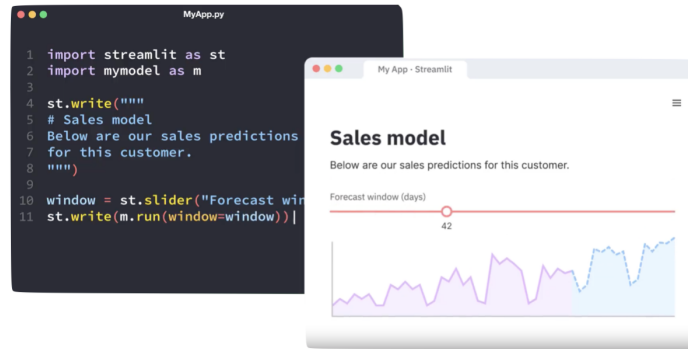 MyApp.py
1 import streamlit as st
2 import mymodel as m
3
4 st.write("""
5 # Sales model
6 Below are our sales predictions
7 for this customer.
8 """)
9
10 window = st.slider("Forecast win
11 st.write(m.run(window=window))
My App - Streamlit
Sales model
Below are our sales predictions for this customer.
Forecast window (days)
42